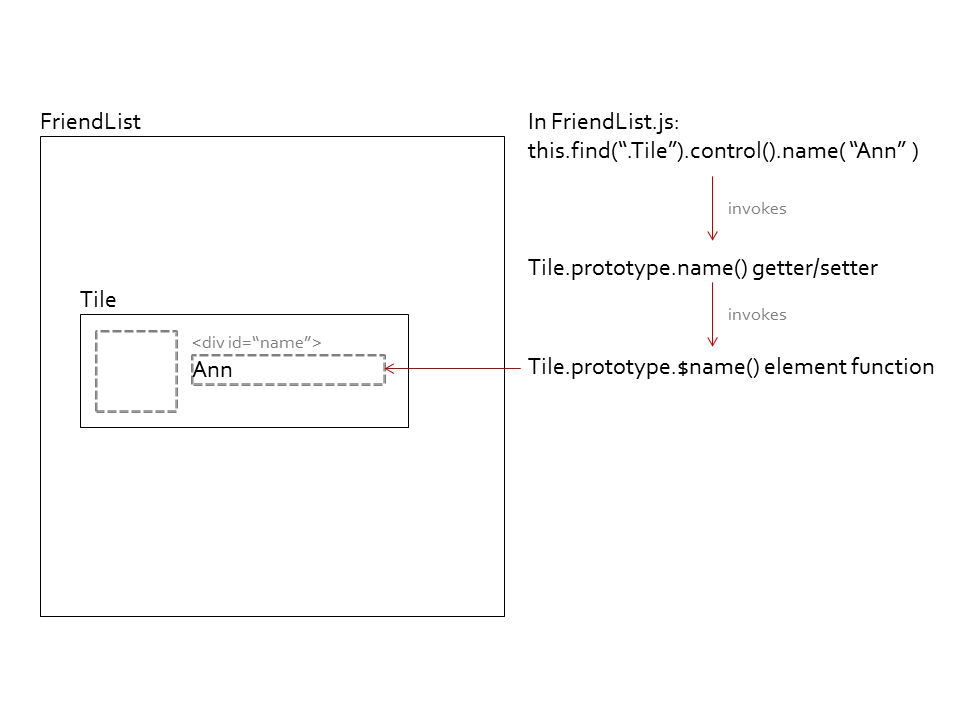 FriendList
In FriendList.js:
this.find(“.Tile”).control().name( “Ann” )
invokes
Tile.prototype.name() getter/setter
Tile
invokes
<div id=“name”>
Ann
Tile.prototype.$name() element function